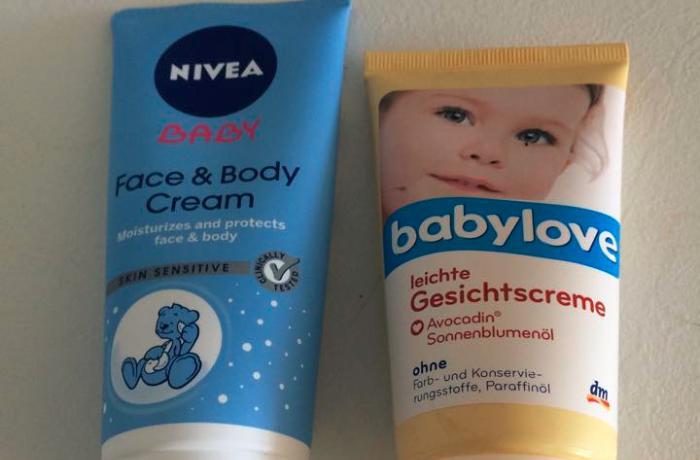 NIVEA
BABY
Face & Body
Cream
Moisturizes and protects
face & body
SKIN SENSITIVE
CLINICALLY
TESTED
babylove
leichte
Gesichtscreme
Avocadin®
Sonnenblumenöl
ohne
Farb- und Konservie-
rungsstoffe, Paraffinöl
dm